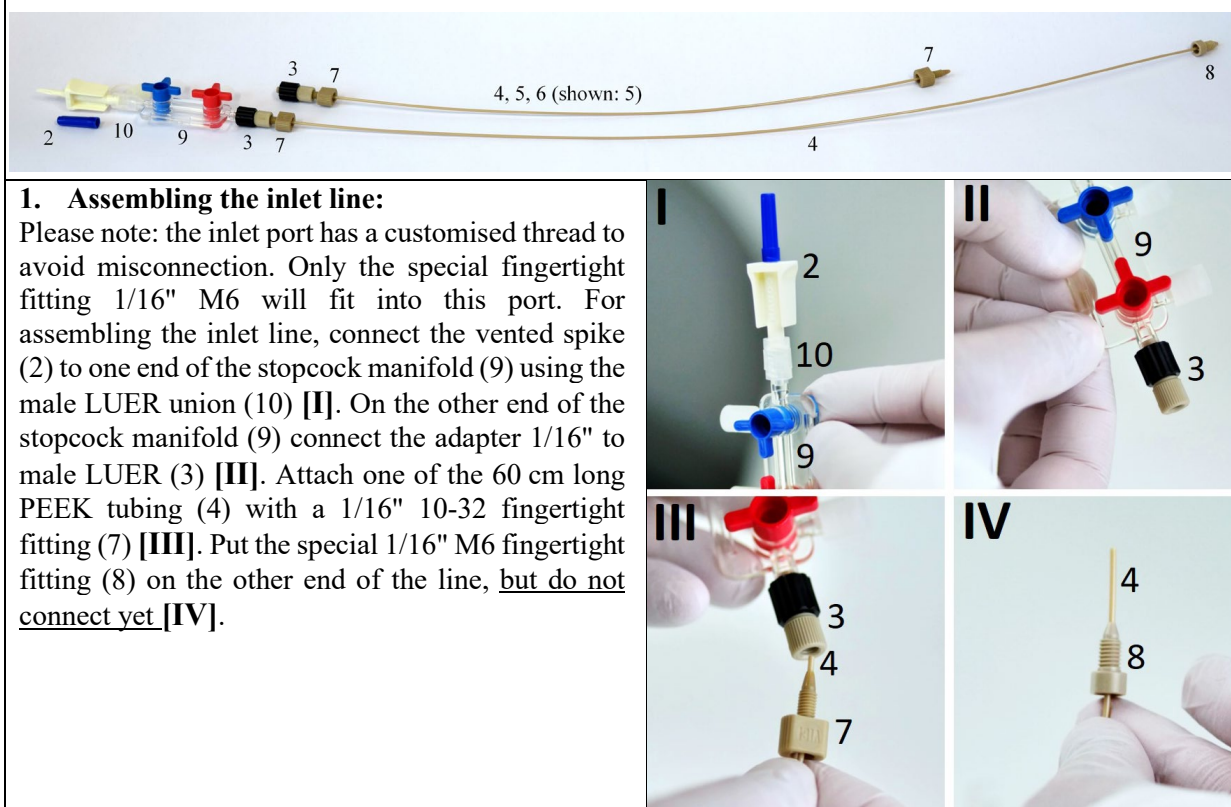 3
7
7
8
4, 5, 6 (shown: 5)
2
10
9
3
7
4
1. Assembling the inlet line:
Please note: the inlet port has a customised thread to
avoid misconnection. Only the special fingertight
fitting 1/16" M6 will fit into this port. For
assembling the inlet line, connect the vented spike
(2) to one end of the stopcock manifold (9) using the
male LUER union (10) [I]. On the other end of the
stopcock manifold (9) connect the adapter 1/16" to
male LUER (3) [II]. Attach one of the 60 cm long
PEEK tubing (4) with a 1/16" 10-32 fingertight
fitting (7) [III]. Put the special 1/16" M6 fingertight
fitting (8) on the other end of the line, but do not
connect yet [IV].
I
2
10
9
II
9
3
III
3
4
7
IV
4
8